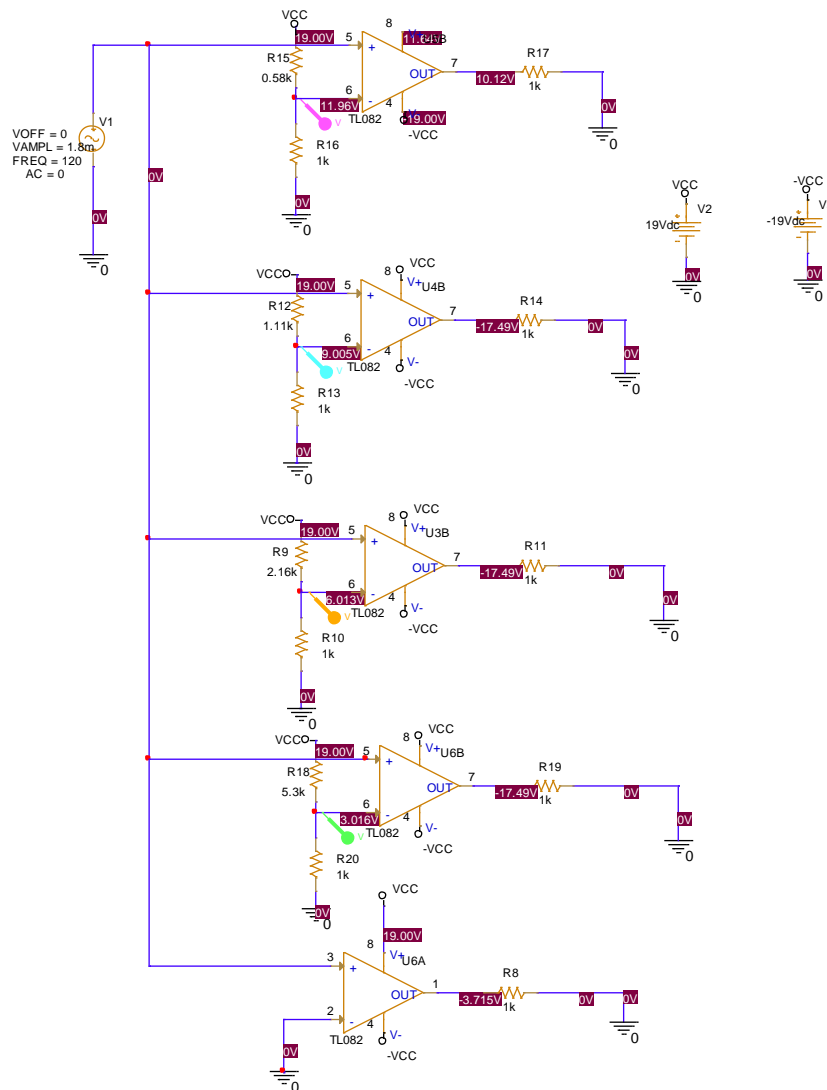 VCC
19.00V
R15
0.58k
5
+
8
7
OUT
10.12V
R17
1k
0V
0
6
-
11.96V
V
4
19.00V
-VCC
TL082
R16
1k
0V
0
V1
VOFF = 0
VAMPL = 1.8m
FREQ = 120
AC = 0
0V
0V
0
VCC
V2
19Vdc
0V
0
-VCC
V
-19Vdc
0V
0
VCC
19.00V
R12
1.11k
5
+
8
VCC
V+
U4B
7
OUT
-17.49V
R14
1k
0V
0V
0
6
-
9.005V
V
4
V-
-VCC
TL082
R13
1k
0V
0
VCC
19.00V
R9
2.16k
5
+
8
VCC
V+
U3B
7
OUT
-17.49V
R11
1k
0V
0V
0
6
-
6.013V
V
4
V-
-VCC
TL082
R10
1k
0V
0
VCC
19.00V
R18
5.3k
5
+
8
VCC
V+
U6B
7
OUT
-17.49V
R19
1k
0V
0V
0
6
-
3.016V
V
4
V-
-VCC
TL082
R20
1k
0V
0
VCC
19.00V
8
V+
U6A
3
+
OUT
1
-3.715V
R8
1k
0V
0V
0
2
-
4
V-
-VCC
TL082
0V
0